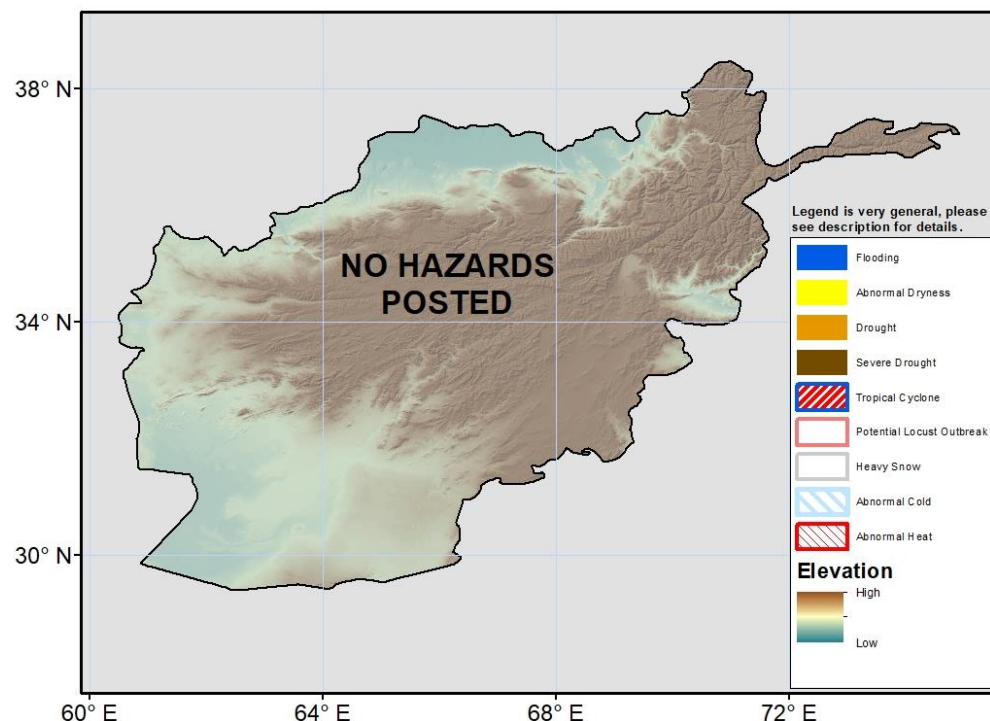 38° N
34° N
30° N
60° E
64° E
68° E
72° E
NO HAZARDS
POSTED
Legend is very general, please
see description for details.
Flooding
Abnormal Dryness
Drought
Severe Drought
Tropical Cyclone
Potential Locust Outbreak
Heavy Snow
Abnormal Cold
Abnormal Heat
Elevation
High
Low